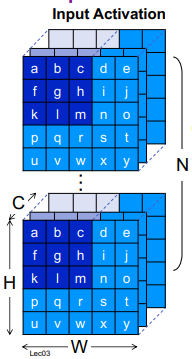 Input Activation
a b c d e
f g h i j
k l m n o
p q r s t
u v w x y
N
C
a b c d e
f g h i j
H
k l m n o
p q r s t
u v w x y
W
Lec03